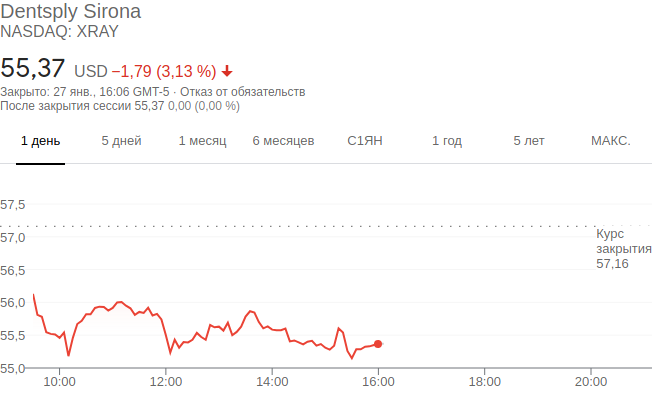 Dentsply Sirona
NASDAQ: XRAY
55,37 USD −1,79 (3,13 %)
Закрыто: 27 янв., 16:06 GMT-5 · Отказ от обязательств
После закрытия сессии 55,37 0,00 (0,00 %)
1 день 5 дней 1 месяц 6 месяцев С1ЯН 1 год 5 лет МАКС.
57,5
57,0
56,5
56,0
55,5
55,0
Курс
закрытия
57,16
10:00 12:00 14:00 16:00 18:00 20:00